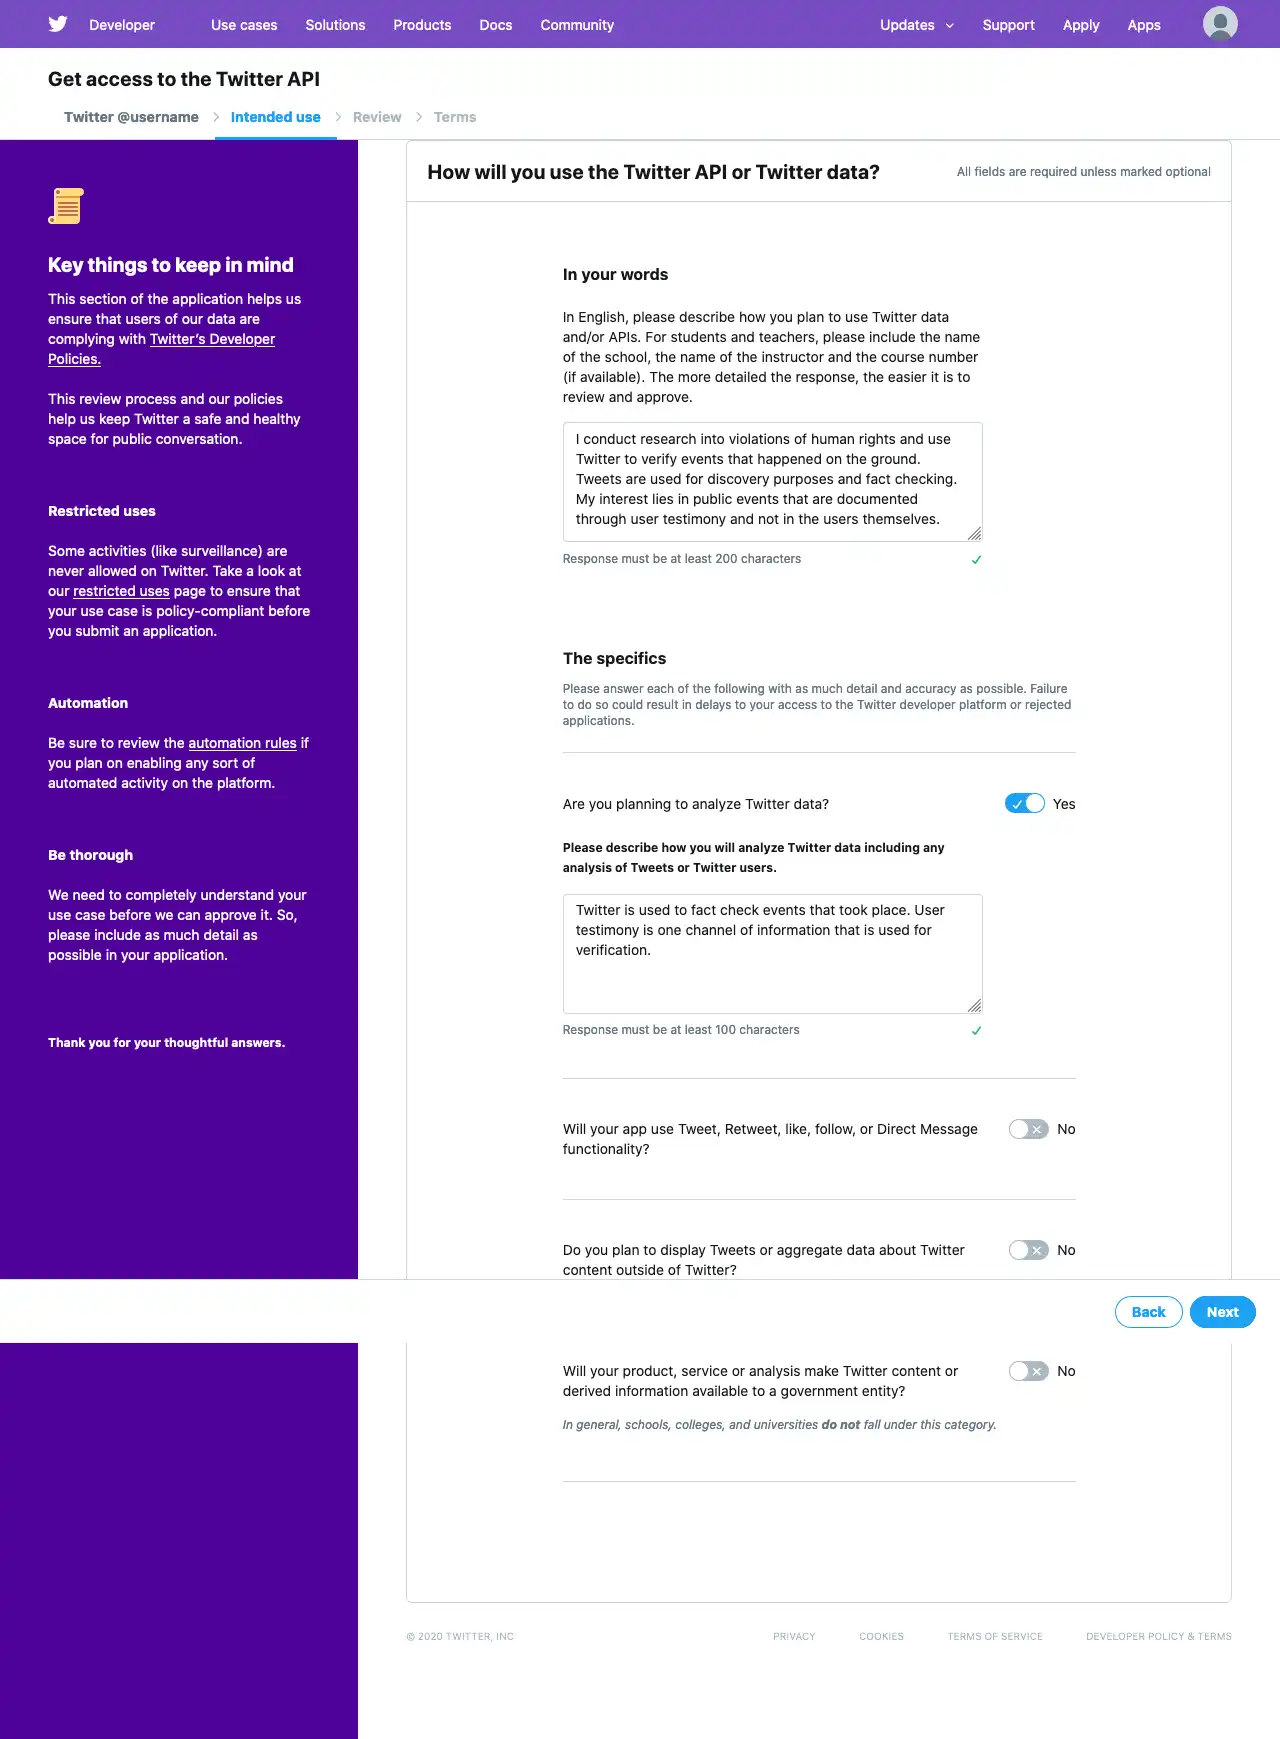 Developer
Use cases
Solutions
Products
Docs
Community
Updates
Support
Apply
Apps
Get access to the Twitter API
Twitter @username
Intended use
Review
Terms
Key things to keep in mind
This section of the application helps us
ensure that users of our data are
complying with Twitter's Developer
Policies.
This review process and our policies
help us keep Twitter a safe and healthy
space for public conversation.
Restricted uses
Some activities (like surveillance) are
never allowed on Twitter. Take a look at
our restricted uses page to ensure that
your use case is policy-compliant before
you submit an application.
Automation
Be sure to review the automation rules if
you plan on enabling any sort of
automated activity on the platform.
Be thorough
We need to completely understand your
use case before we can approve it. So,
please include as much detail as
possible in your application.
Thank you for your thoughtful answers.
How will you use the Twitter API or Twitter data?
All fields are required unless marked optional
In your words
In English, please describe how you plan to use Twitter data
and/or APIs. For students and teachers, please include the name
of the school, the name of the instructor and the course number
(if available). The more detailed the response, the easier it is to
review and approve.
I conduct research into violations of human rights and use
Twitter to verify events that happened on the ground.
Tweets are used for discovery purposes and fact checking.
My interest lies in public events that are documented
through user testimony and not in the users themselves.
Response must be at least 200 characters
The specifics
Please answer each of the following with as much detail and accuracy as possible. Failure
to do so could result in delays to your access to the Twitter developer platform or rejected
applications.
Are you planning to analyze Twitter data?
Yes
Please describe how you will analyze Twitter data including any
analysis of Tweets or Twitter users.
Twitter is used to fact check events that took place. User
testimony is one channel of information that is used for
verification.
Response must be at least 100 characters
Will your app use Tweet, Retweet, like, follow, or Direct Message
functionality?
No
Do you plan to display Tweets or aggregate data about Twitter
content outside of Twitter?
No
Back
Next
Will your product, service or analysis make Twitter content or
derived information available to a government entity?
No
In general, schools, colleges, and universities do not fall under this category.
© 2020 TWITTER, INC
PRIVACY
COOKIES
TERMS OF SERVICE
DEVELOPER POLICY & TERMS